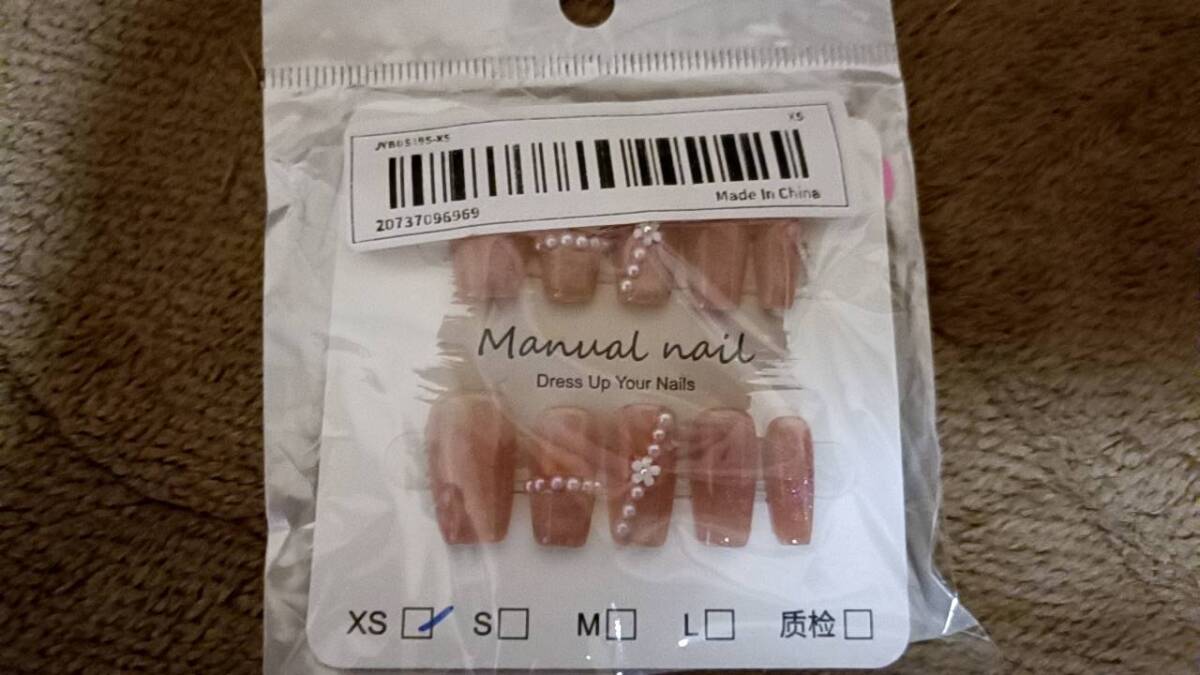 XS
20737096969
Made In China
Manual nail
Dress Up Your Nails
XS S M L 质检